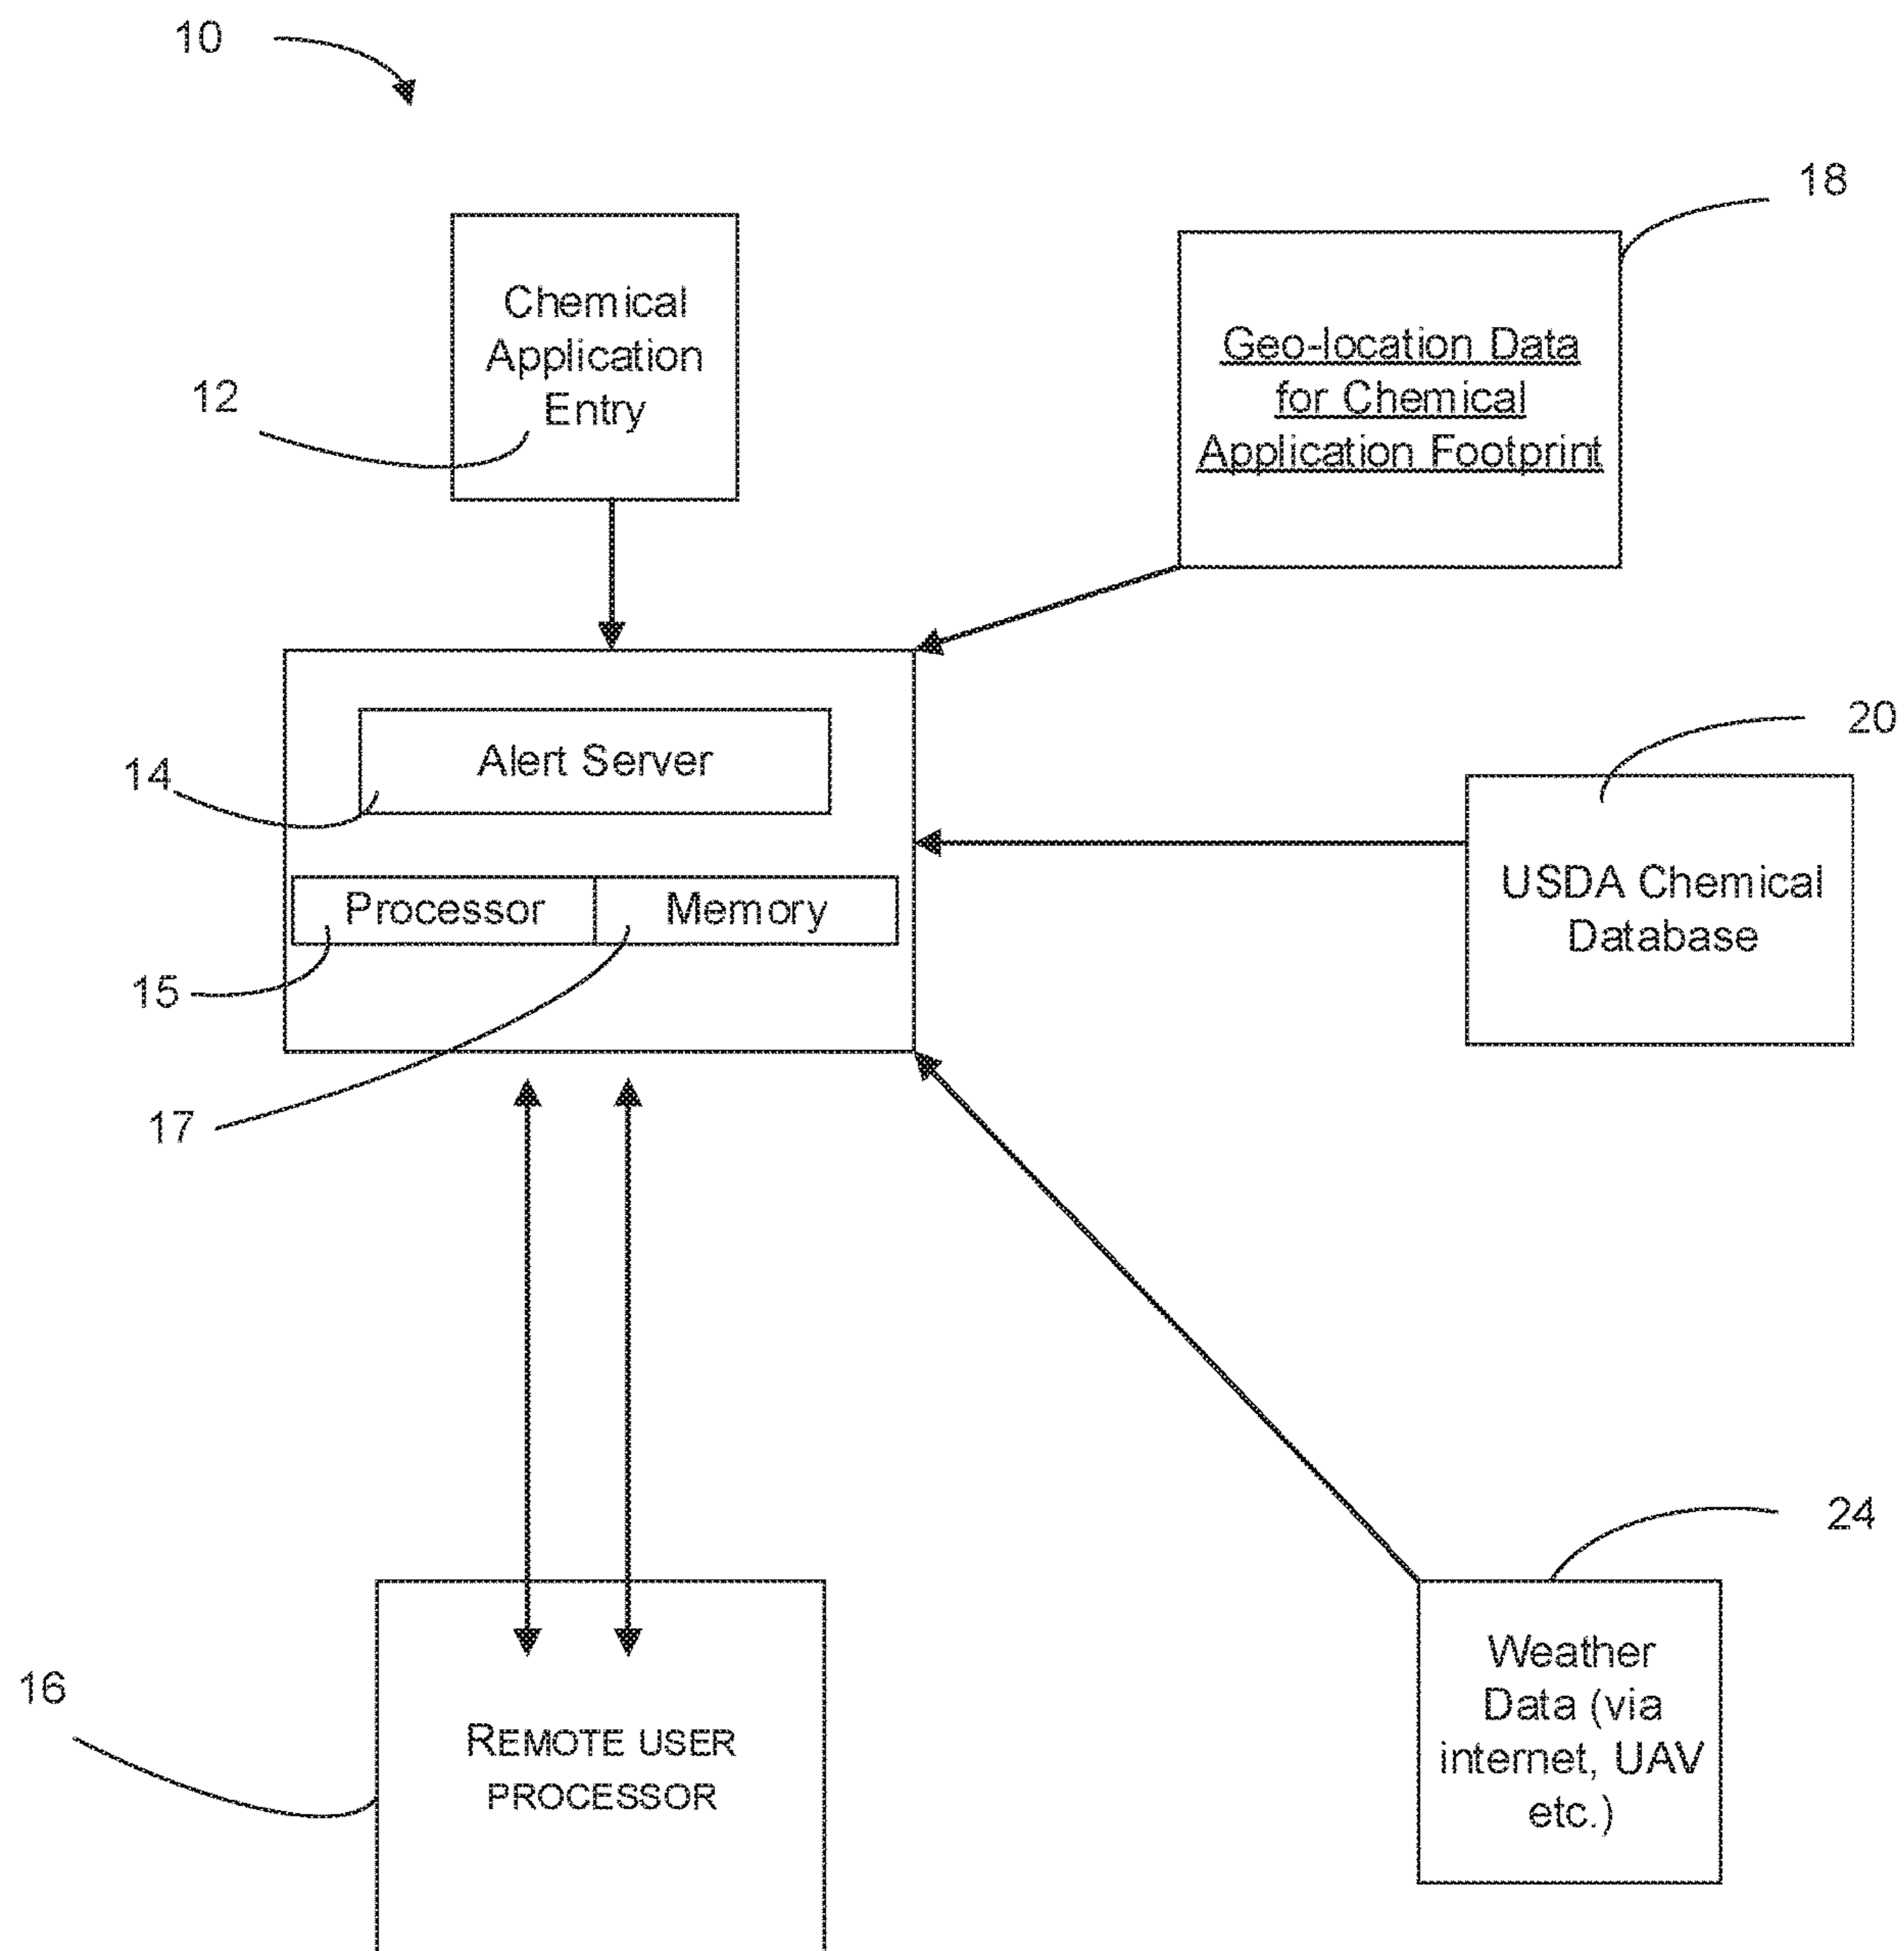 10
18
Chemical
Application
Entry
12
Geo-location Data
for Chemical
Application Footprint
20
Alert Server
14
Processor
Memory
15
17
USDA Chemical
Database
24
16
REMOTE USER
PROCESSOR
Weather
Data (via
internet, UAV
etc.)